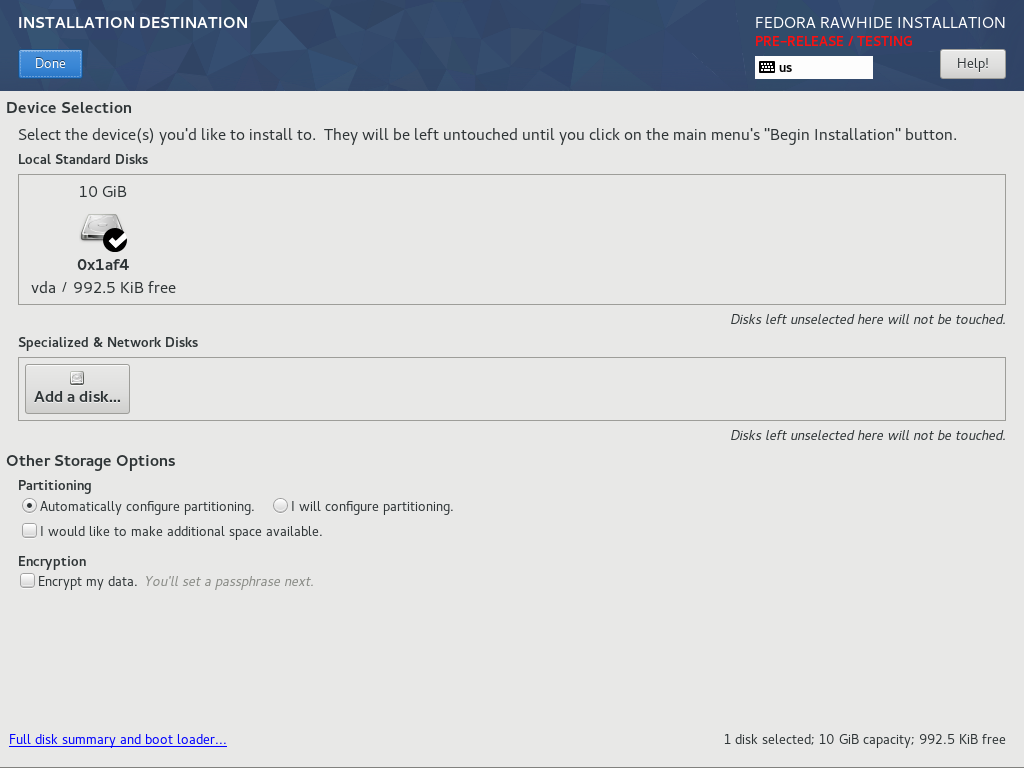 INSTALLATION DESTINATION
FEDORA RAWHIDE INSTALLATION
PRE-RELEASE / TESTING
Done
us
Help!
Device Selection
Select the device(s) you'd like to install to.  They will be left untouched until you click on the main menu's "Begin Installation" button.
Local Standard Disks
10 GiB
0x1af4
vda / 992.5 KiB free
Disks left unselected here will not be touched.
Specialized & Network Disks
Add a disk...
Disks left unselected here will not be touched.
Other Storage Options
Partitioning
Automatically configure partitioning. I will configure partitioning.
I would like to make additional space available.
Encryption
Encrypt my data. You'll set a passphrase next.
Full disk summary and boot loader... 1 disk selected; 10 GiB capacity; 992.5 KiB free